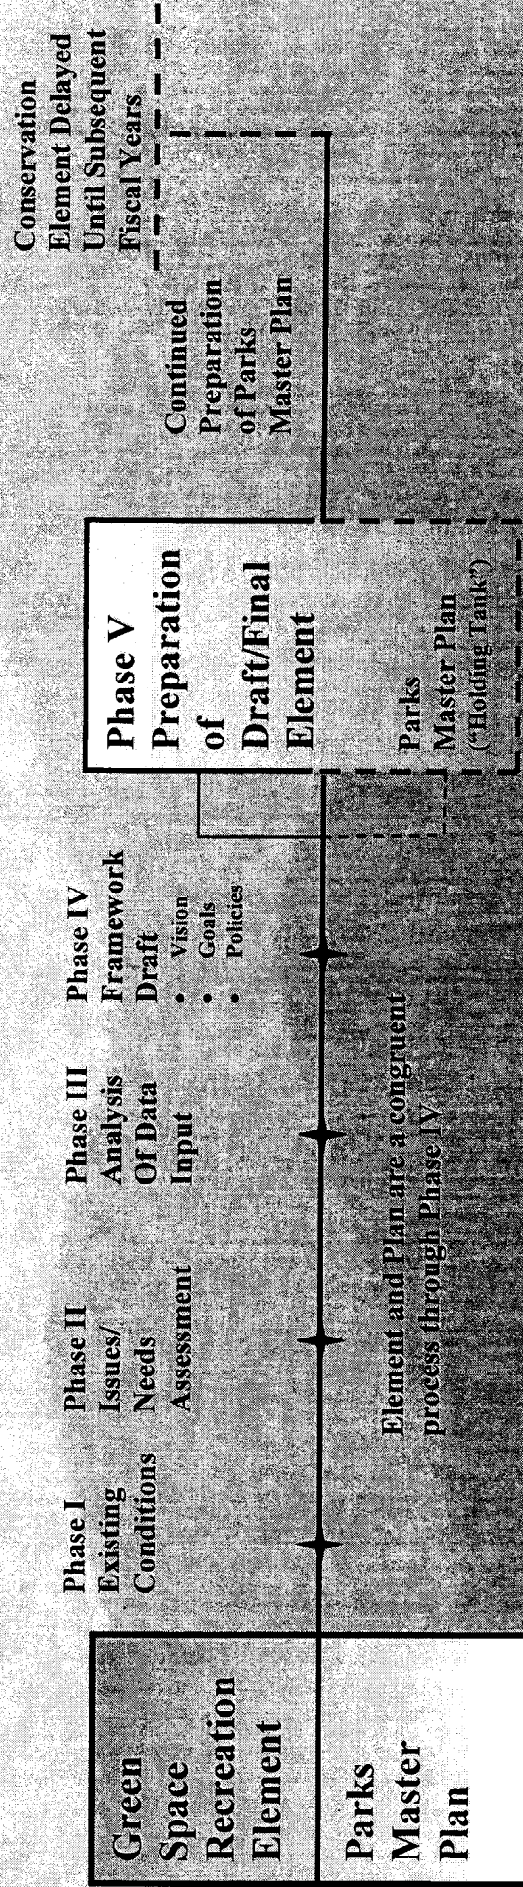 Green
Space
Recreation
Element
Parks
Master
Plan
Phase I
Existing
Conditions
Phase II
Issues/
Needs
Assessment
Phase III
Analysis
Of Data
Input
Phase IV
Framework
Draft
• Vision
• Goals
• Policies
Element and Plan are a congruent
process through Phase IV
Phase V
Preparation
of
Draft/Final
Element
Parks
Master Plan
("Holding Tank")
Continued
Preparation
of Parks
Master Plan
Conservation
Element Delayed
Until Subsequent
Fiscal Years